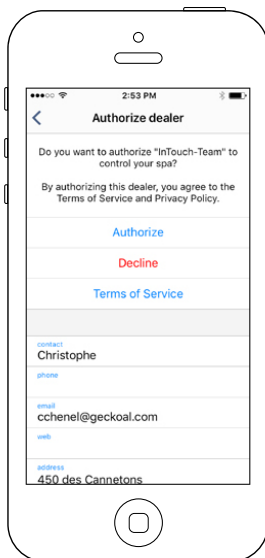 2:53 PM
Authorize dealer
Do you want to authorize "InTouch-Team" to
control your spa?
By authorizing this dealer, you agree to the
Terms of Service and Privacy Policy.
Authorize
Decline
Terms of Service
contact
Christophe
phone
email
cchenel@geckoal.com
web
address
450 des Cannetons